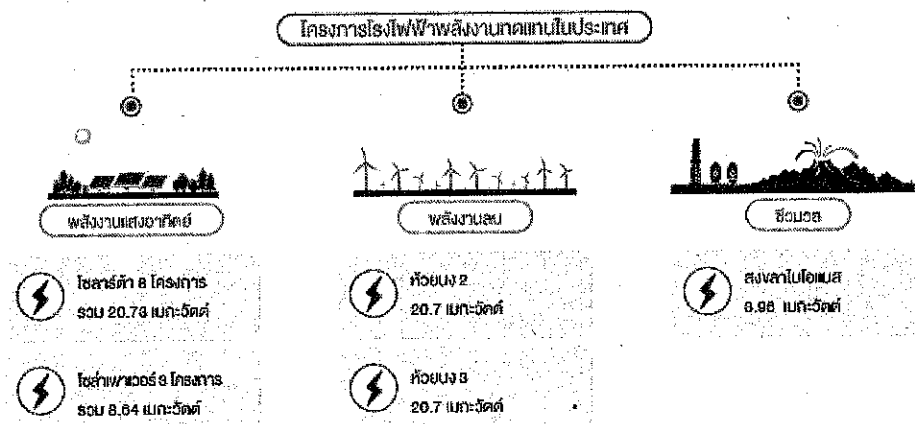 โครงการโรงไฟฟ้าพลังงานทดแทนในประเทศ
พลังงานแสงอาทิตย์
โซลาร์ต้า 8 โครงการ
รวม 20.73 เมกะวัตต์
โซล่าเพาเวอร์ 3 โครงการ
รวม 8.64 เมกะวัตต์
พลังงานลม
ห้วยบง 2
20.7 เมกะวัตต์
ห้วยบง 3
20.7 เมกะวัตต์
ชีวมวล
สงขลาไบโอแมส
เมกะวัตต์